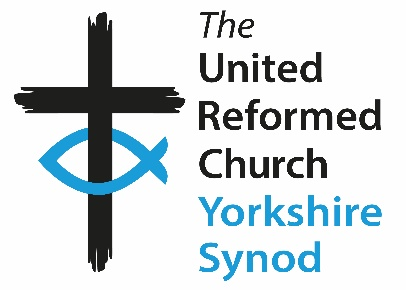 The
United
Reformed
Church
Yorkshire
Synod